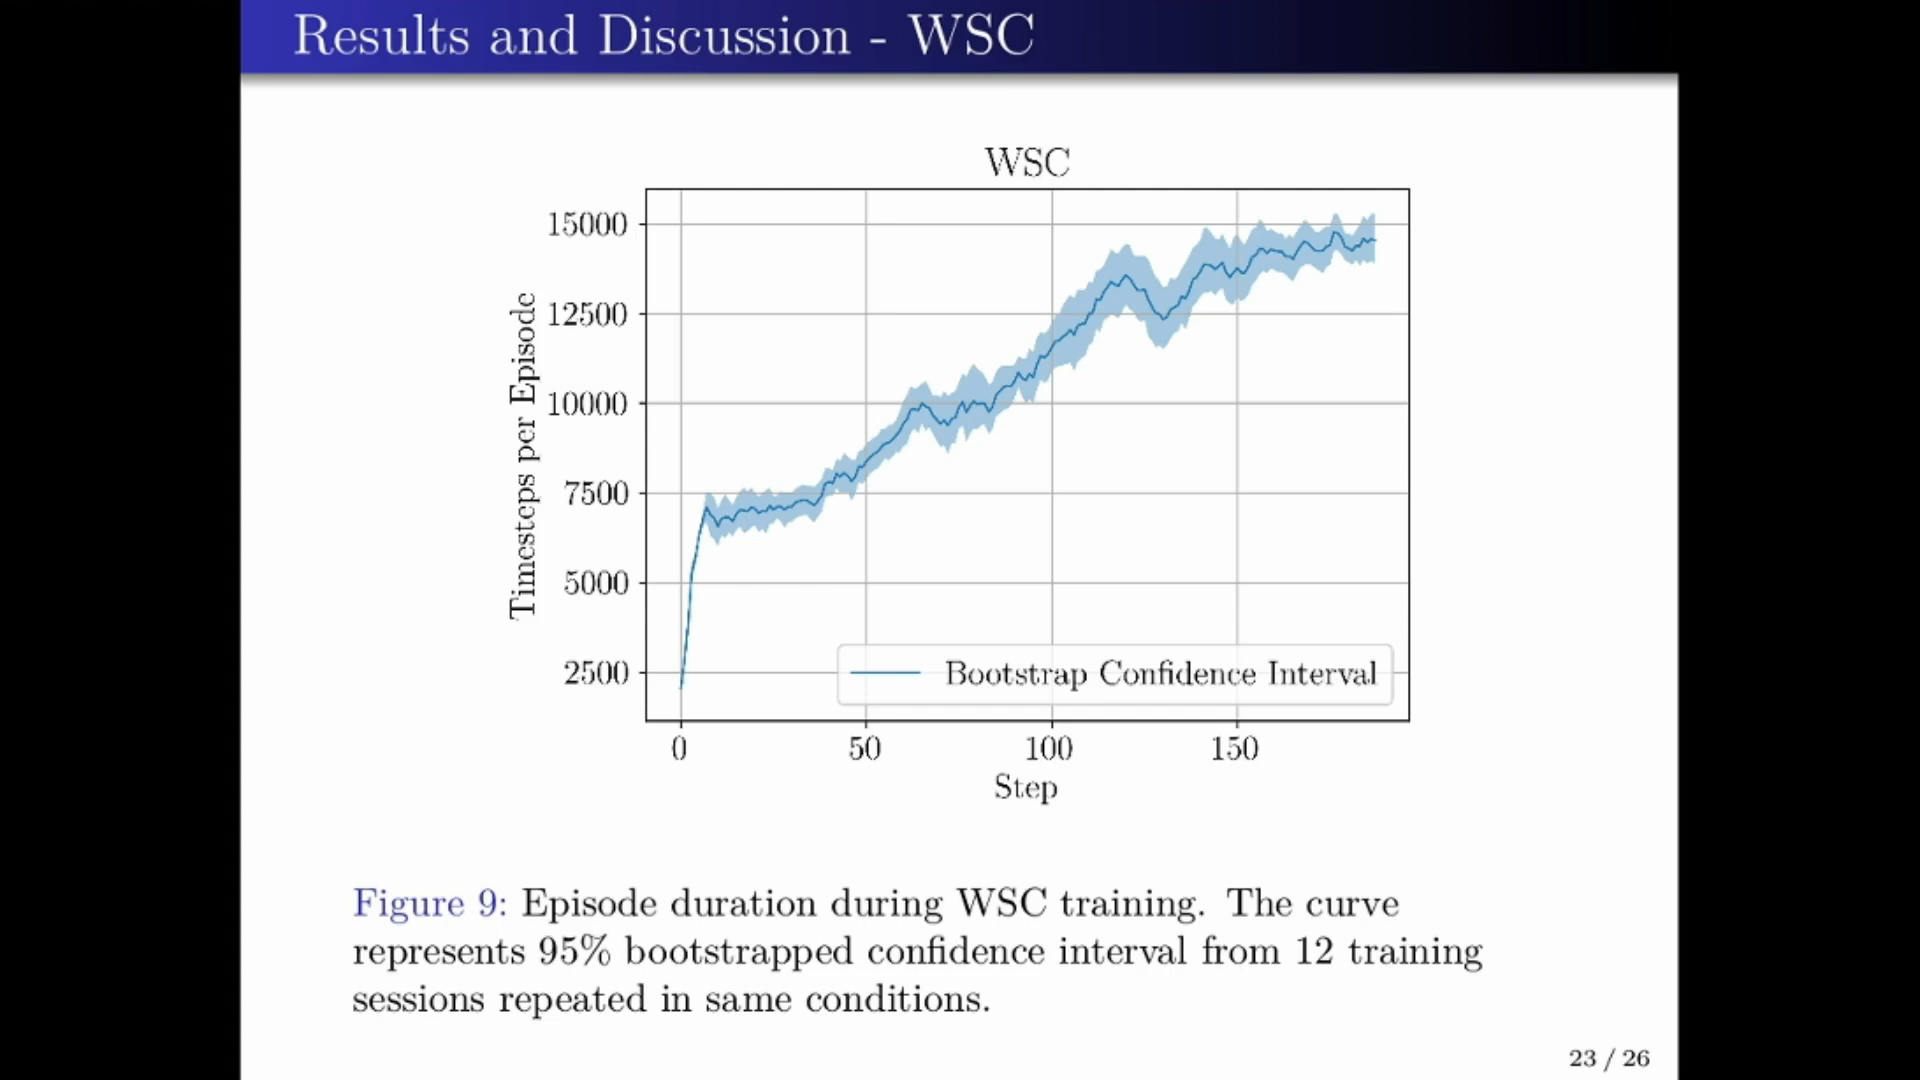 Results and Discussion - WSC
WSC
15000
12500
10000
7500
5000
2500
Timesteps per Episode
Bootstrap Confidence Interval
0 50 100 150
Step
Figure 9: Episode duration during WSC training. The curve
represents 95% bootstrapped confidence interval from 12 training
sessions repeated in same conditions.
23 / 26